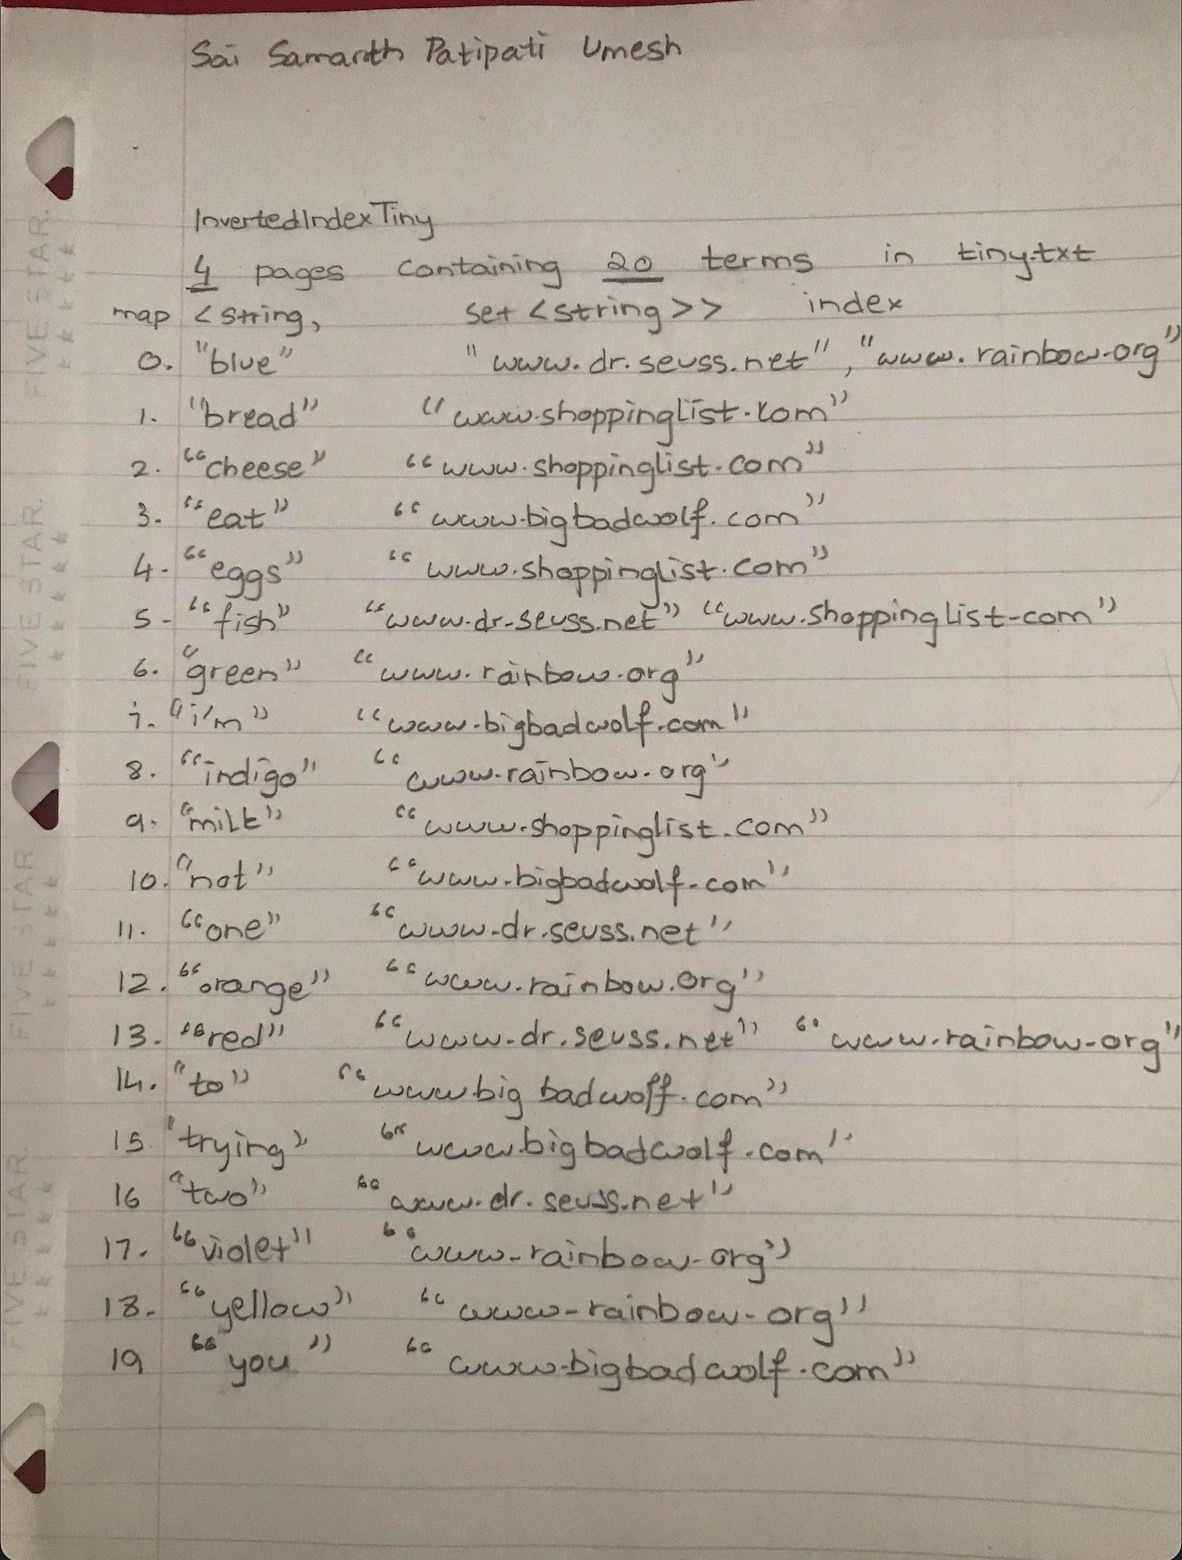 Sai Samarth Patipati Umesh
InvertedIndexTiny
4 pages containing 20 terms in tiny.txt
map <string, set <string>> index
0. "blue" "www.dr.seuss.net", "www.rainbow.org"
1. "bread" "www.shoppinglist.com"
2. "cheese" "www.shoppinglist.com"
3. "eat" "www.bigbadwolf.com"
4. "eggs" "www.shoppinglist.com"
5. "fish" "www.dr.seuss.net" "www.shoppinglist.com"
6. "green" "www.rainbow.org"
7. "i'm" "www.bigbadwolf.com"
8. "indigo" "www.rainbow.org"
9. "milk" "www.shoppinglist.com"
10. "not" "www.bigbadwolf.com"
11. "one" "www.dr.seuss.net"
12. "orange" "www.rainbow.org"
13. "red" "www.dr.seuss.net" "www.rainbow.org"
14. "to" "www big badwolf.com"
15 "trying" "www.bigbadwolf.com"
16 "two" "www.dr.seuss.net"
17. "violet" "www.rainbow.org"
18. "yellow" "www.rainbow.org"
19 "you" "www.bigbadwolf.com"
FIVE STAR
FIVE STAR
FIVE STAR
FIVE STAR